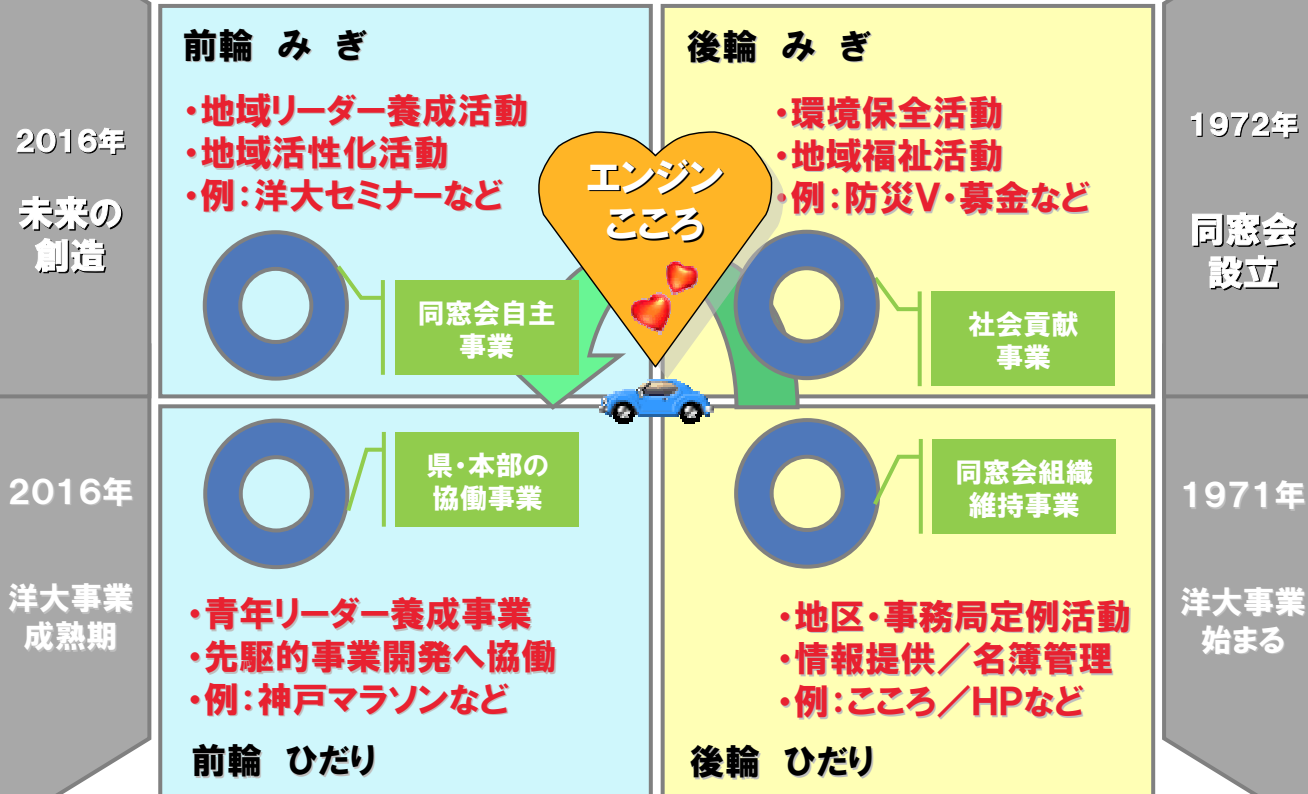 2016年
未来の
創造
前輪 みぎ
・地域リーダー養成活動
・地域活性化活動
・例：洋大セミナーなど
同窓会自主
事業
エンジン
こころ
後輪 みぎ
・環境保全活動
・地域福祉活動
・例：防災V・募金など
社会貢献
事業
1972年
同窓会
設立
2016年
洋大事業
成熟期
県・本部の
協働事業
・青年リーダー養成事業
・先駆的事業開発へ協働
・例：神戸マラソンなど
前輪 ひだり
同窓会組織
維持事業
・地区・事務局定例活動
・情報提供／名簿管理
・例：こころ／HPなど
後輪 ひだり
1971年
洋大事業
始まる